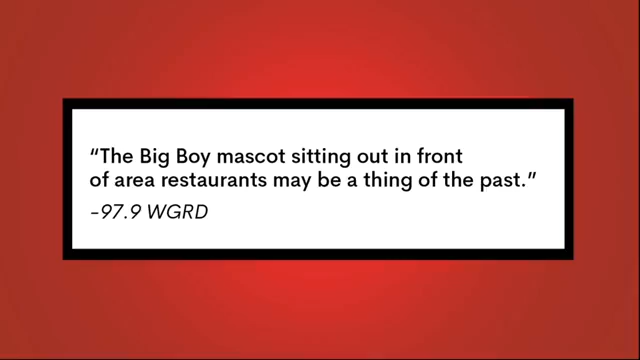 “The Big Boy mascot sitting out in front
of area restaurants may be a thing of the past.”
-97.9 WGRD